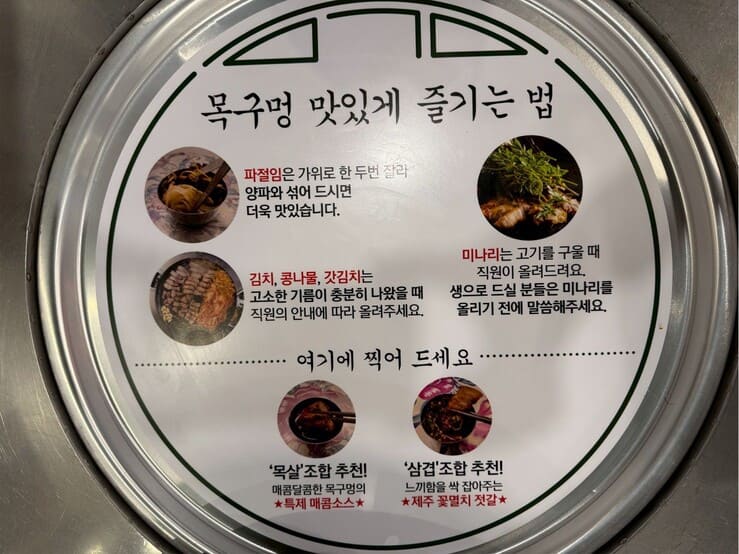 목구멍 맛있게 즐기는 법
파절임은 가위로 한 두번 잘라
양파와 섞어 드시면
더욱 맛있습니다.
미나리는 고기를 구울 때
직원이 올려드려요.
생으로 드실 분들은 미나리를
올리기 전에 말씀해주세요.
김치, 콩나물, 갓김치는
고소한 기름이 충분히 나왔을 때
직원의 안내에 따라 올려주세요.
여기에 찍어 드세요
'목살'조합 추천!
매콤달콤한 목구멍의
★특제 매콤소스★
'삼겹'조합 추천!
느끼함을 싹 잡아주는
★제주 꽃멸치 젓갈★